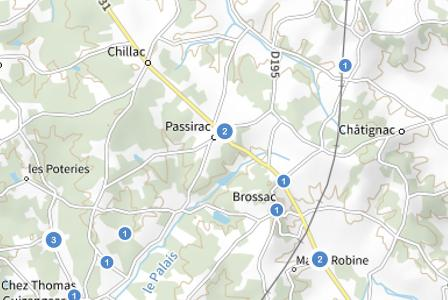 31
Chillac
D195
1
Passirac
2
Châtignac
les Poteries
1
Brossac
1
1
3
1
le Palais
Ma
Robine
2
Chez Thomas
1